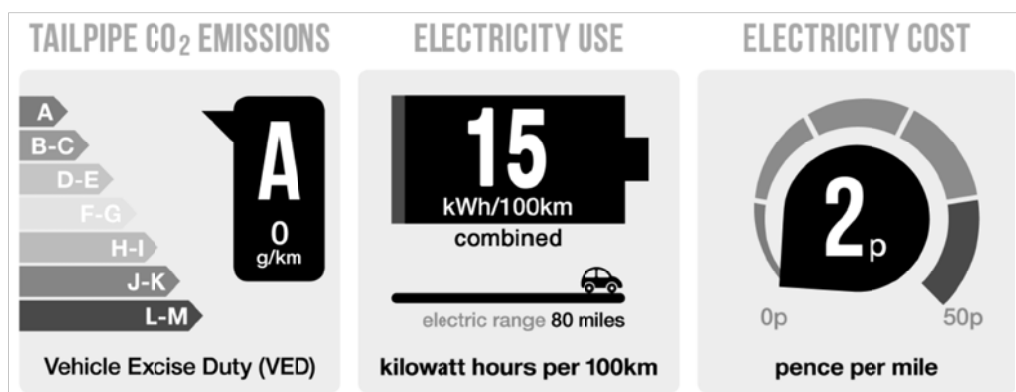 TAILPIPE CO₂ EMISSIONS
A
B-C
D-E
F-G
H-I
J-K
L-M
A
0
g/km
Vehicle Excise Duty (VED)
ELECTRICITY USE
15
kWh/100km
combined
electric range 80 miles
kilowatt hours per 100km
ELECTRICITY COST
2p
0p 50p
pence per mile